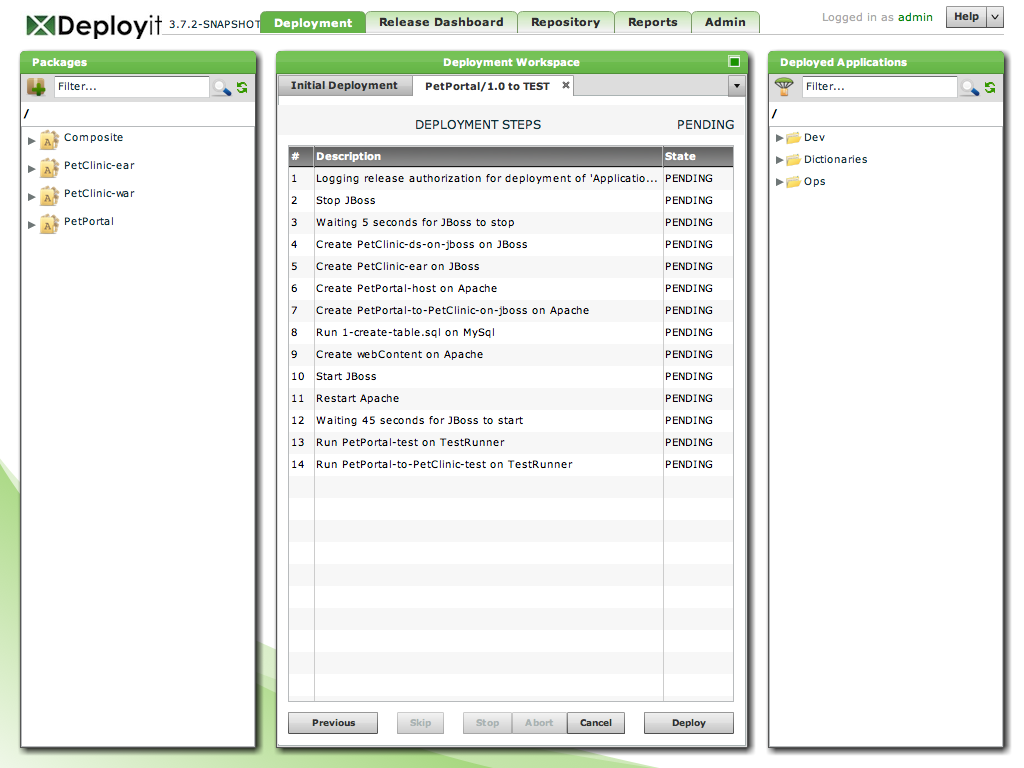 Deployit 3.7.2-SNAPSHOT
Deployment Release Dashboard Repository Reports Admin
Logged in as admin Help
Packages
Filter...
/
Composite
PetClinic-ear
PetClinic-war
PetPortal
Deployment Workspace
Initial Deployment PetPortal/1.0 to TEST
DEPLOYMENT STEPS PENDING
# Description State
1 Logging release authorization for deployment of 'Applicatio... PENDING
2 Stop JBoss PENDING
3 Waiting 5 seconds for JBoss to stop PENDING
4 Create PetClinic-ds-on-jboss on JBoss PENDING
5 Create PetClinic-ear on JBoss PENDING
6 Create PetPortal-host on Apache PENDING
7 Create PetPortal-to-PetClinic-on-jboss on Apache PENDING
8 Run 1-create-table.sql on MySql PENDING
9 Create webContent on Apache PENDING
10 Start JBoss PENDING
11 Restart Apache PENDING
12 Waiting 45 seconds for JBoss to start PENDING
13 Run PetPortal-test on TestRunner PENDING
14 Run PetPortal-to-PetClinic-test on TestRunner PENDING
Previous Skip Stop Abort Cancel Deploy
Deployed Applications
Filter...
/
Dev
Dictionaries
Ops